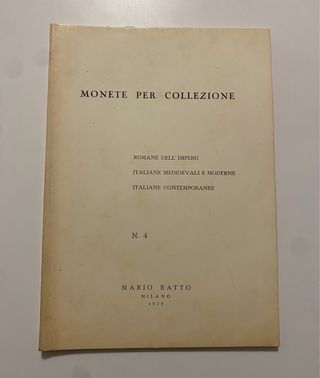 MONETE PER COLLEZIONE
ROMANE DELL'IMPERO
ITALIANE MEDIOEVALI E MODERNE
ITALIANE CONTEMPORANEE
N. 4
MARIO RATTO
MILANO